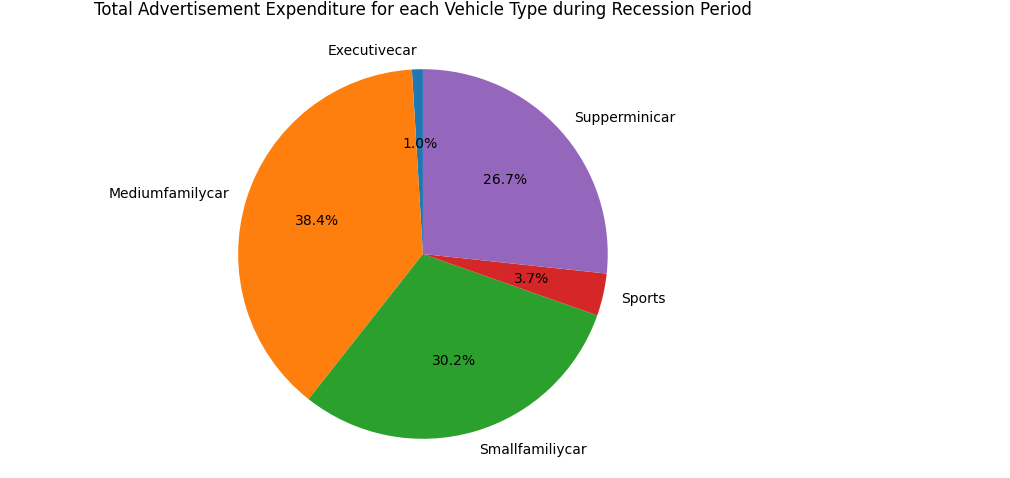 Total Advertisement Expenditure for each Vehicle Type during Recession Period
Executivecar
1.0%
Supperminicar
26.7%
Mediumfamilycar
38.4%
3.7%
Sports
30.2%
Smallfamiliycar